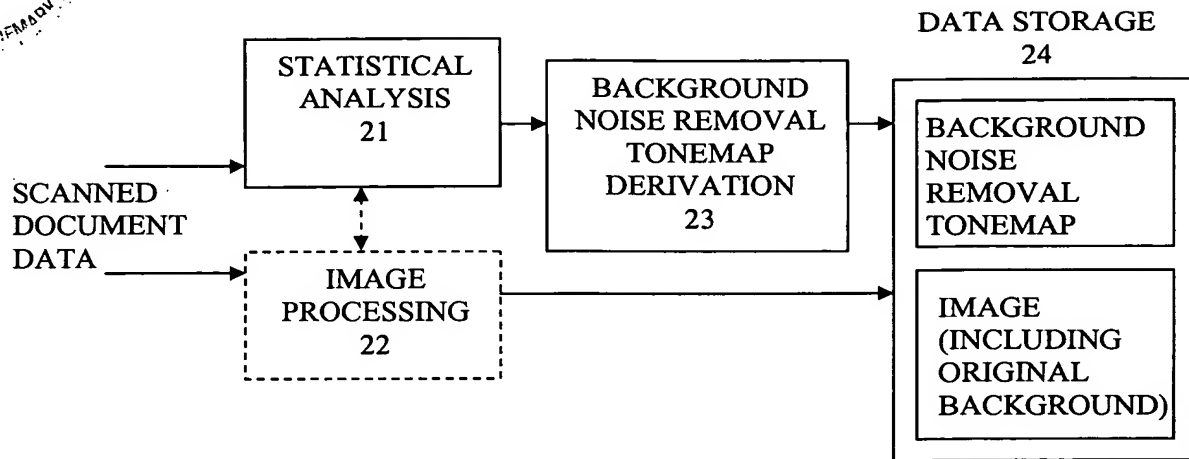 DATA STORAGE
24
STATISTICAL
ANALYSIS
21
BACKGROUND
NOISE REMOVAL
TONEMAP
DERIVATION
23
BACKGROUND
NOISE
REMOVAL
TONEMAP
SCANNED
DOCUMENT
DATA
IMAGE
PROCESSING
22
IMAGE
(INCLUDING
ORIGINAL
BACKGROUND)